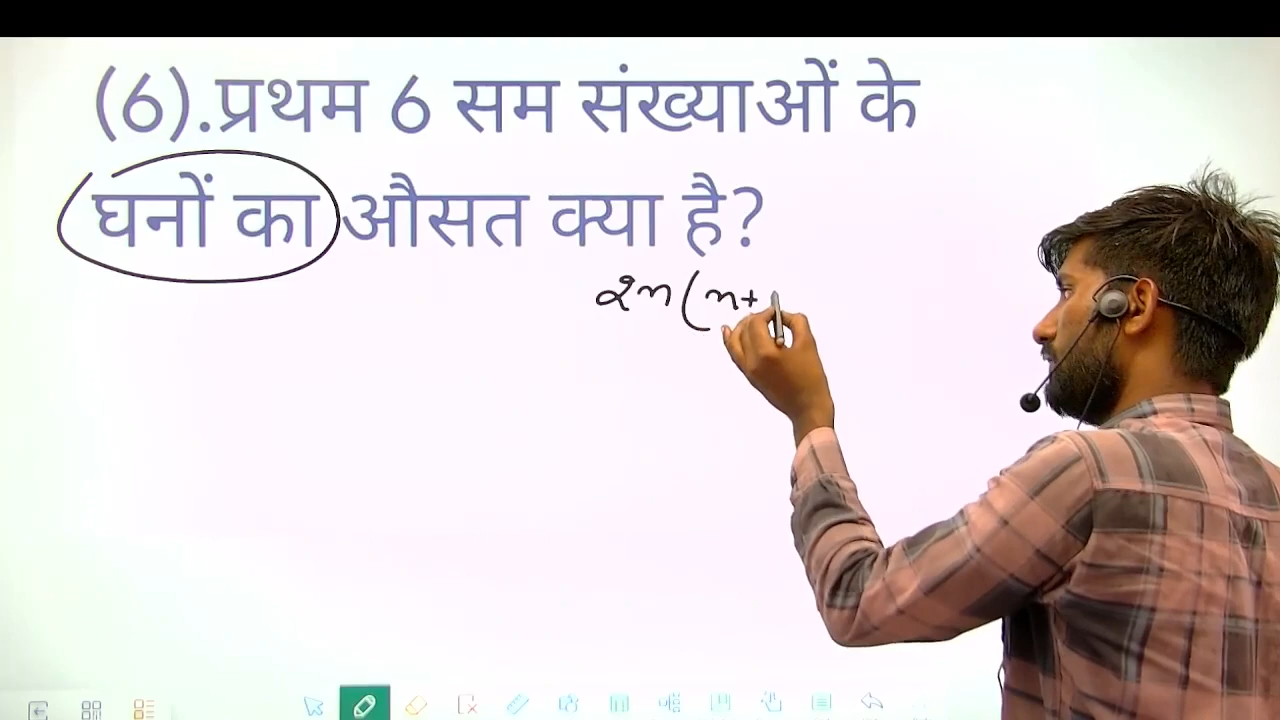 (6).प्रथम 6 सम संख्याओं के
घनों का औसत क्या है?
2n(n+